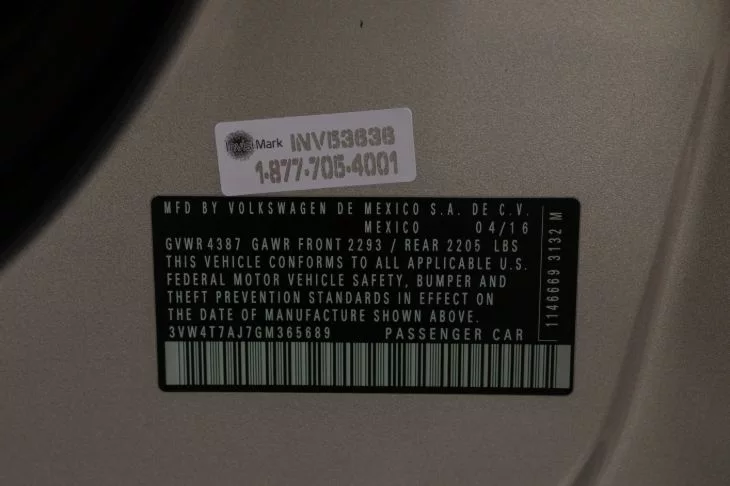 InvisiMark INV53636
1-877-705-4001
MFD BY VOLKSWAGEN DE MEXICO S.A. DE C.V.
MEXICO 04/16
GVWR 4387 GAWR FRONT 2293 / REAR 2205 LBS
THIS VEHICLE CONFORMS TO ALL APPLICABLE U.S.
FEDERAL MOTOR VEHICLE SAFETY, BUMPER AND
THEFT PREVENTION STANDARDS IN EFFECT ON
THE DATE OF MANUFACTURE SHOWN ABOVE.
3VW4T7AJ7GM365689 PASSENGER CAR
1146669 3132 M